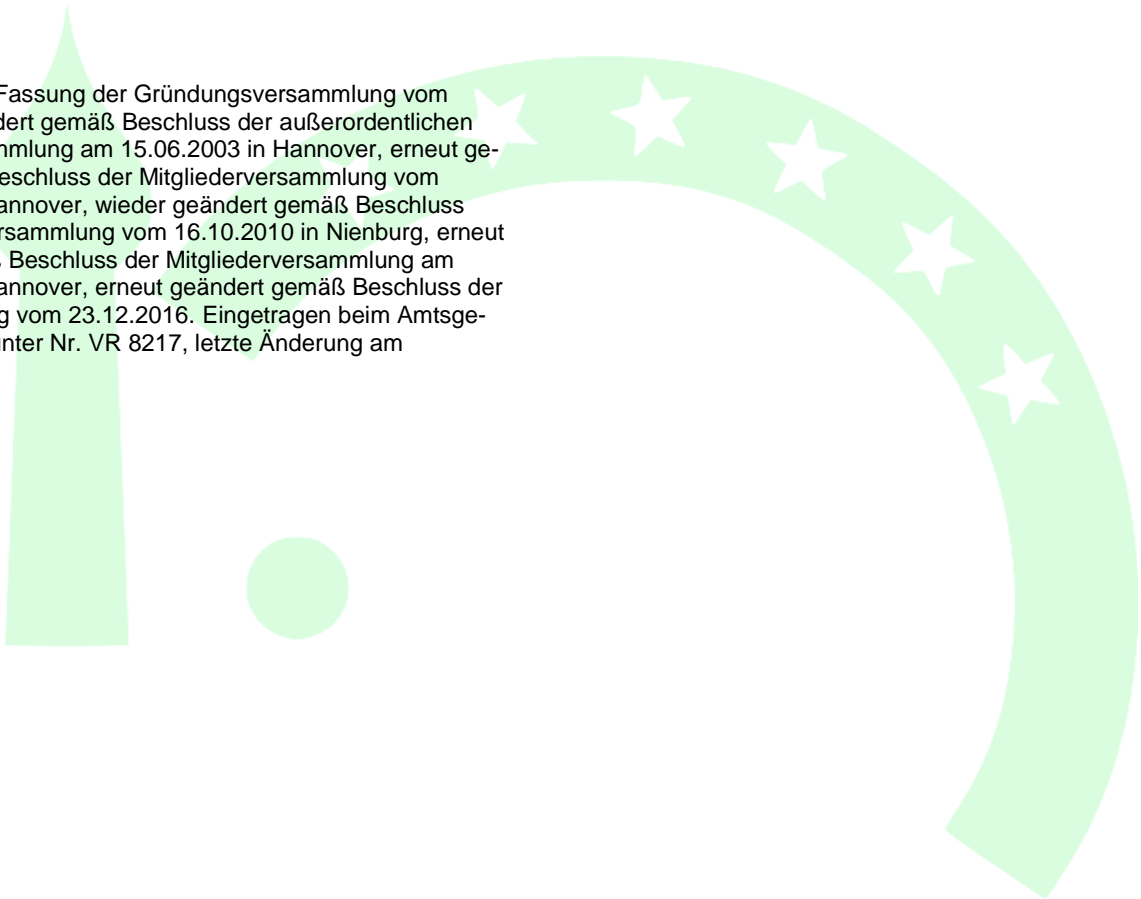 Fassung der Gründungsversammlung vom
dert gemäß Beschluss der außerordentlichen
mmlung am 15.06.2003 in Hannover, erneut ge-
eschluss der Mitgliederversammlung vom
annover, wieder geändert gemäß Beschluss
ersammlung vom 16.10.2010 in Nienburg, erneut
Beschluss der Mitgliederversammlung am
annover, erneut geändert gemäß Beschluss der
g vom 23.12.2016. Eingetragen beim Amtsge-
unter Nr. VR 8217, letzte Änderung am